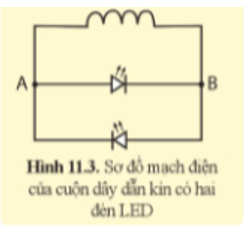 A
B
Hình 11.3. Sơ đồ mạch điện
của cuộn dây dẫn kín có hai
đèn LED